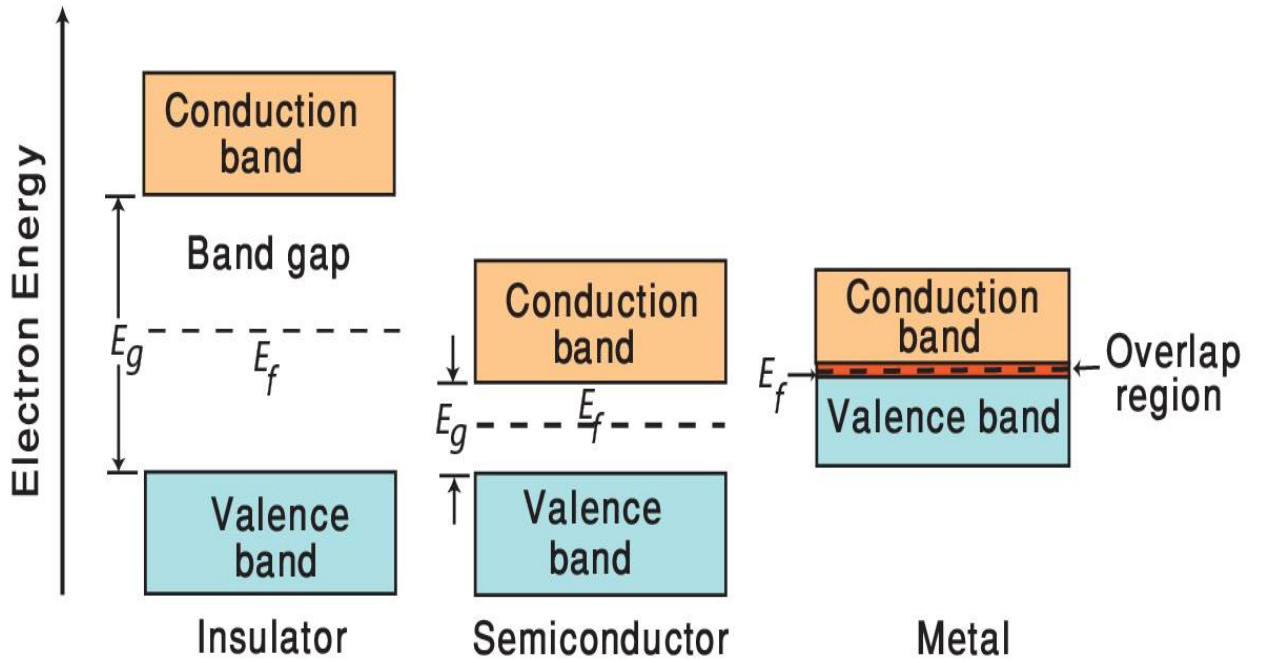 Electron Energy
Conduction
band
Band gap
Eg
Ef
Valence
band
Insulator
Conduction
band
Eg
Ef
Valence
band
Semiconductor
Conduction
band
Ef
Overlap
region
Valence band
Metal